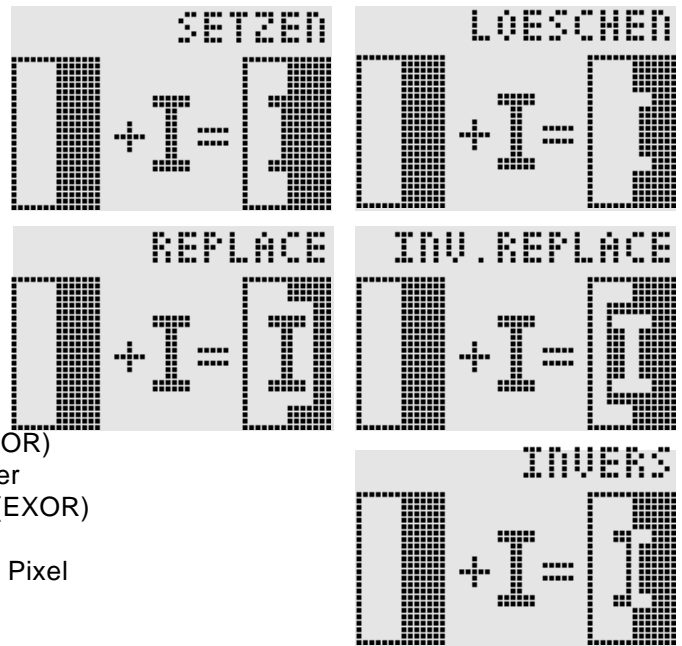 SETZEN
LOESCHEN
+ I =
+ I =
REPLACE
INV.REPLACE
+ I =
+ I =
OR)
er
(EXOR)
Pixel
INVERS
+ I =